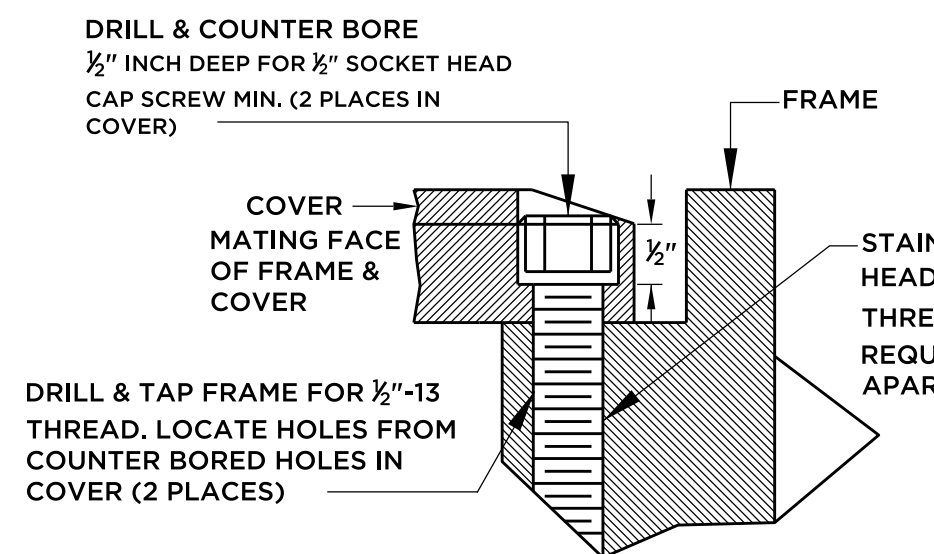 DRILL & COUNTER BORE
½" INCH DEEP FOR ½" SOCKET HEAD
CAP SCREW MIN. (2 PLACES IN
COVER)
FRAME
COVER
MATING FACE
OF FRAME &
COVER
½"
DRILL & TAP FRAME FOR ½"-13
THREAD. LOCATE HOLES FROM
COUNTER BORED HOLES IN
COVER (2 PLACES)
HEAD